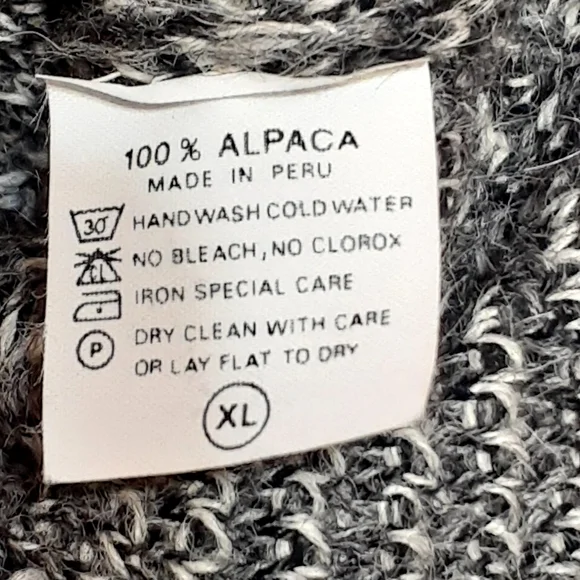 100 % ALPACA
MADE IN PERU
30 HAND WASH COLD WATER
CL NO BLEACH, NO CLOROX
IRON SPECIAL CARE
P DRY CLEAN WITH CARE
OR LAY FLAT TO DRY
XL